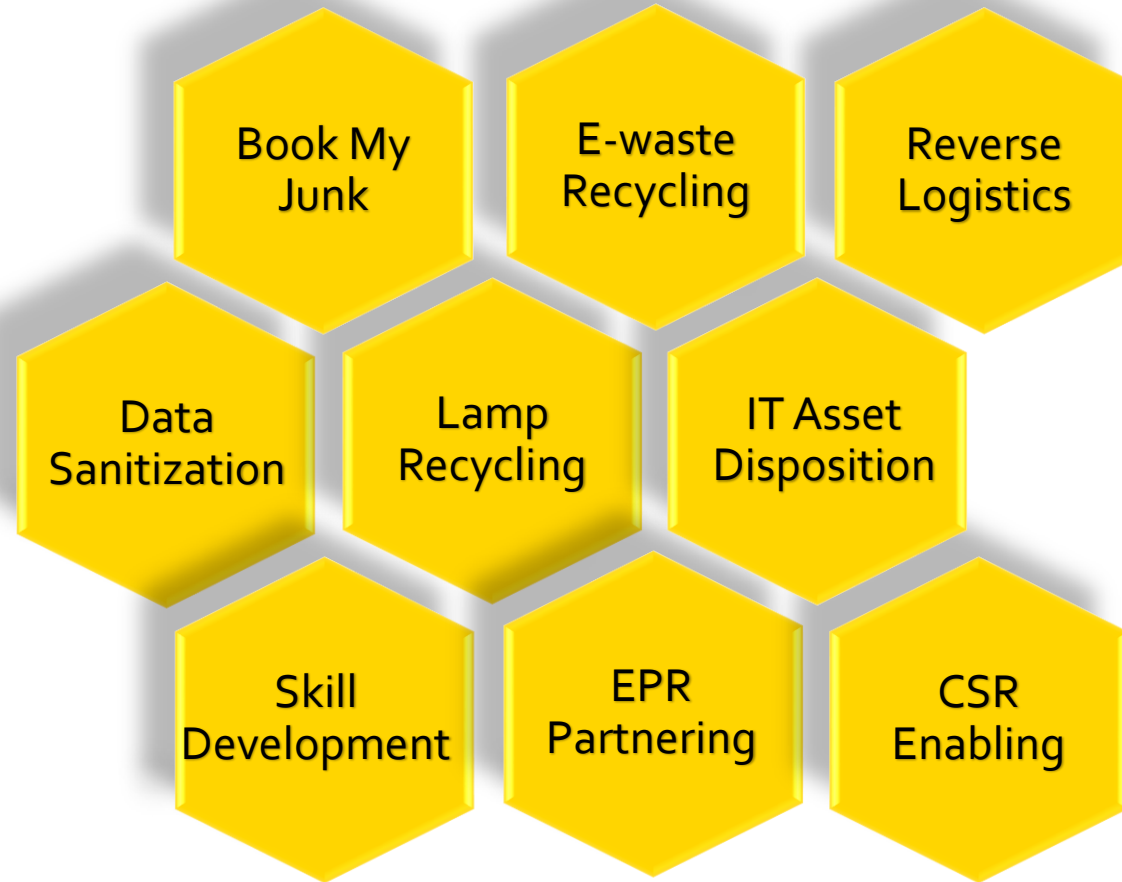 Book My
Junk
E-waste
Recycling
Reverse
Logistics
Data
Sanitization
Lamp
Recycling
IT Asset
Disposition
Skill
Development
EPR
Partnering
CSR
Enabling